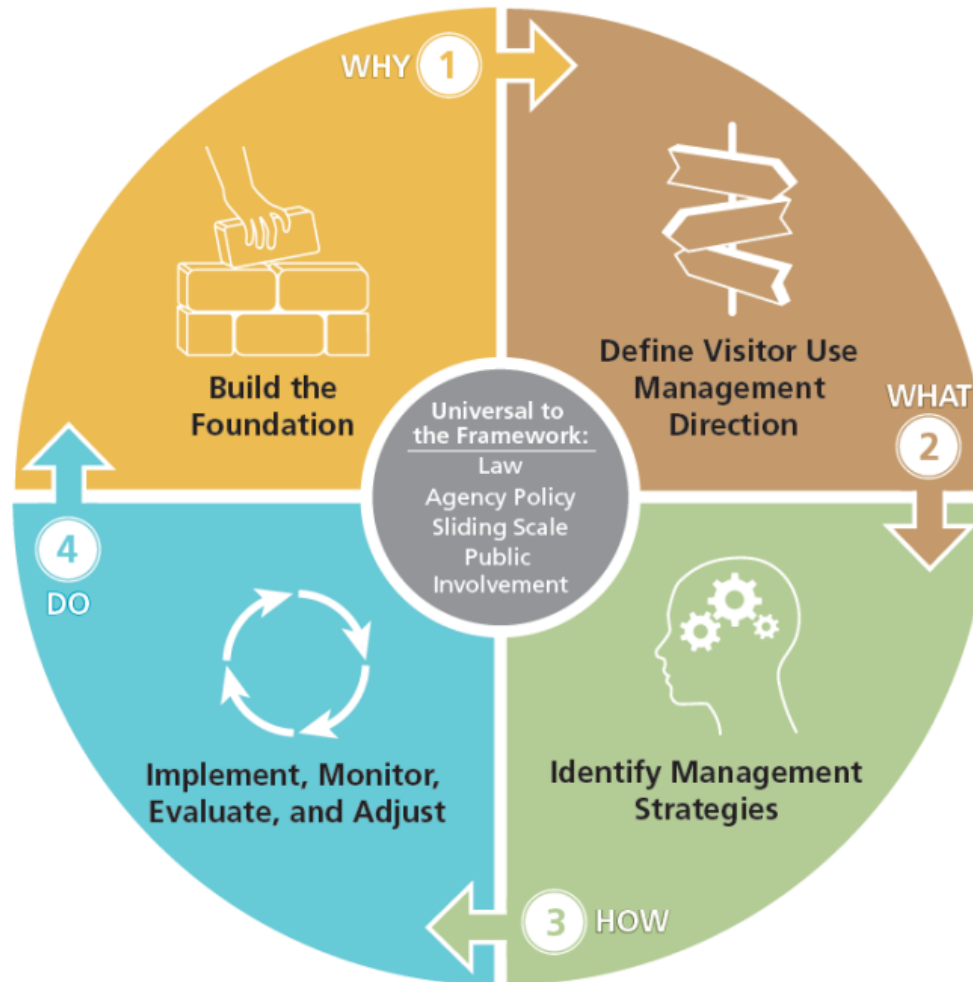 WHY 1
Build the
Foundation
Define Visitor Use
Management
Direction
WHAT
2
Universal to
the Framework:
Law
Agency Policy
Sliding Scale
Public
Involvement
Identify Management
Strategies
3 HOW
Implement, Monitor,
Evaluate, and Adjust
4
DO